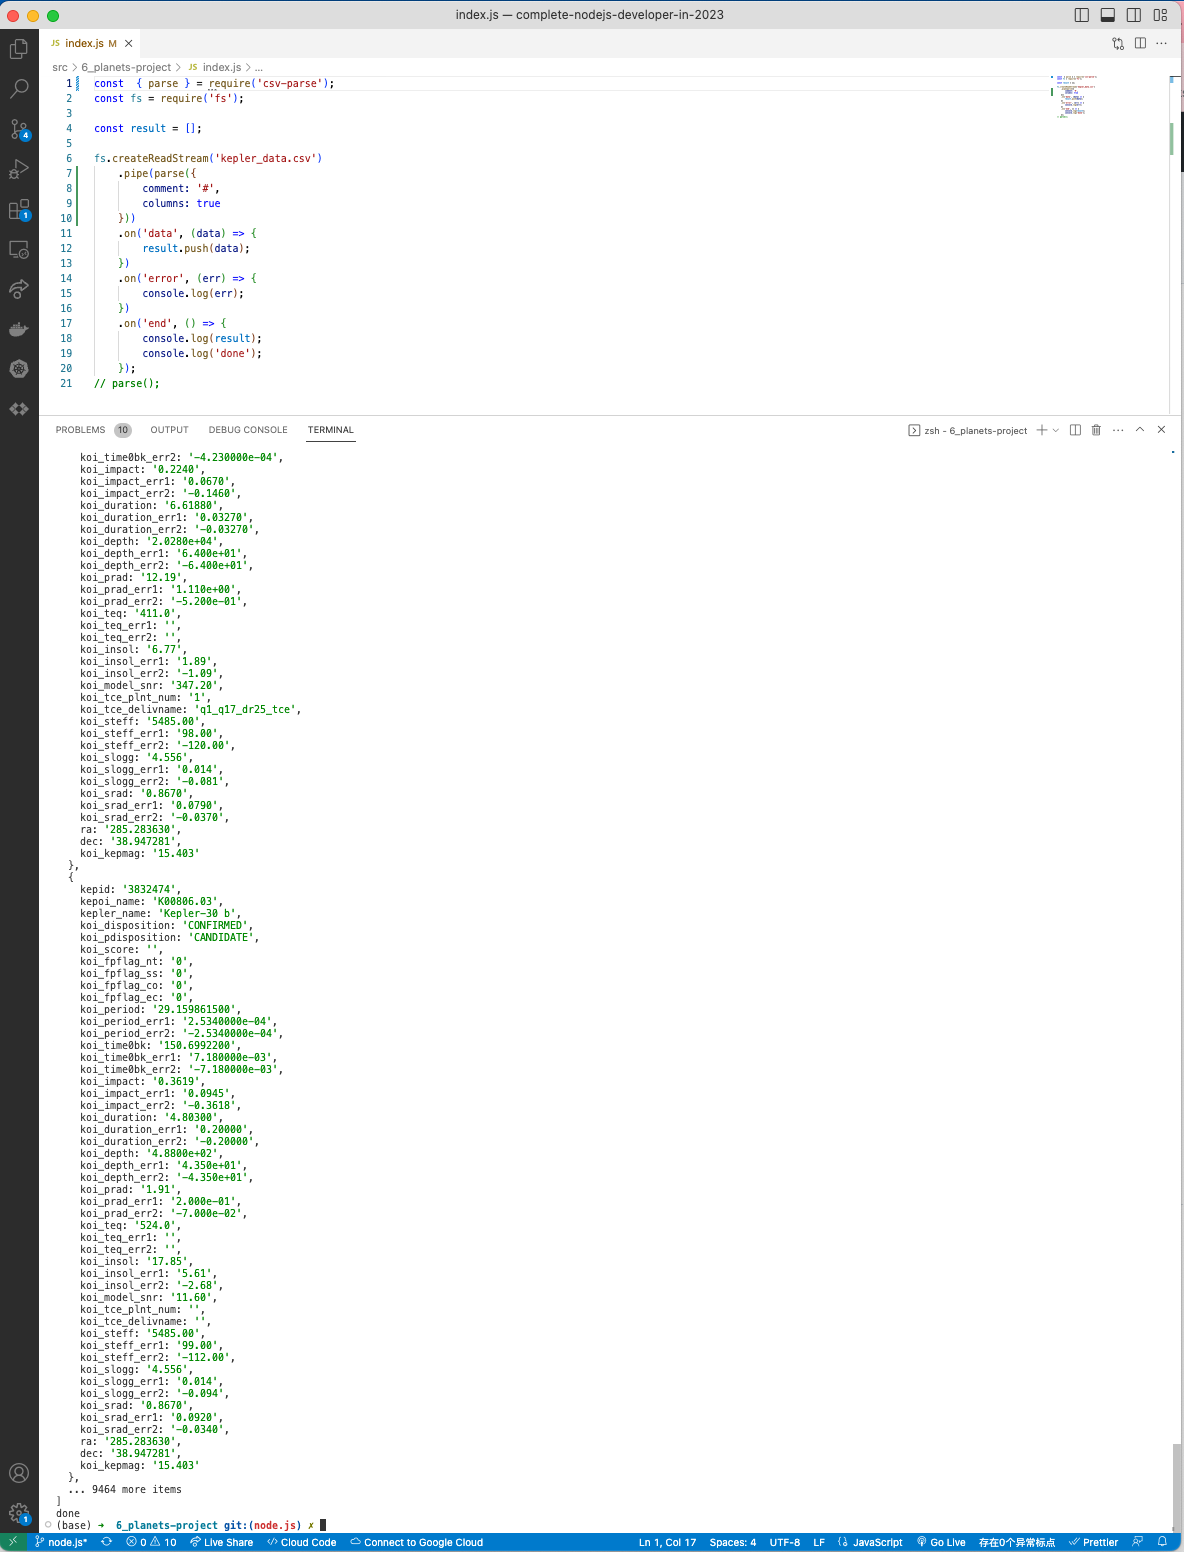 index.js — complete-nodejs-developer-in-2023
JS index.js M
src > 6_planets-project > JS index.js > ...
1 const { parse } = require('csv-parse');
2 const fs = require('fs');
3
4 const result = [];
5
6 fs.createReadStream('kepler_data.csv')
7 .pipe(parse({
8 comment: '#',
9 columns: true
10 }))
11 .on('data', (data) => {
12 result.push(data);
13 })
14 .on('error', (err) => {
15 console.log(err);
16 })
17 .on('end', () => {
18 console.log(result);
19 console.log('done');
20 });
21 // parse();
4
1
PROBLEMS 10 OUTPUT DEBUG CONSOLE TERMINAL zsh - 6_planets-project
koi_time0bk_err2: '-4.230000e-04',
koi_impact: '0.2240',
koi_impact_err1: '0.0670',
koi_impact_err2: '-0.1460',
koi_duration: '6.61880',
koi_duration_err1: '0.03270',
koi_duration_err2: '-0.03270',
koi_depth: '2.0280e+04',
koi_depth_err1: '6.400e+01',
koi_depth_err2: '-6.400e+01',
koi_prad: '12.19',
koi_prad_err1: '1.110e+00',
koi_prad_err2: '-5.200e-01',
koi_teq: '411.0',
koi_teq_err1: '',
koi_teq_err2: '',
koi_insol: '6.77',
koi_insol_err1: '1.89',
koi_insol_err2: '-1.09',
koi_model_snr: '347.20',
koi_tce_plnt_num: '1',
koi_tce_delivname: 'q1_q17_dr25_tce',
koi_steff: '5485.00',
koi_steff_err1: '98.00',
koi_steff_err2: '-120.00',
koi_slogg: '4.556',
koi_slogg_err1: '0.014',
koi_slogg_err2: '-0.081',
koi_srad: '0.8670',
koi_srad_err1: '0.0790',
koi_srad_err2: '-0.0370',
ra: '285.283630',
dec: '38.947281',
koi_kepmag: '15.403'
},
{
kepid: '3832474',
kepoi_name: 'K00806.03',
kepler_name: 'Kepler-30 b',
koi_disposition: 'CONFIRMED',
koi_pdisposition: 'CANDIDATE',
koi_score: '',
koi_fpflag_nt: '0',
koi_fpflag_ss: '0',
koi_fpflag_co: '0',
koi_fpflag_ec: '0',
koi_period: '29.159861500',
koi_period_err1: '2.5340000e-04',
koi_period_err2: '-2.5340000e-04',
koi_time0bk: '150.6992200',
koi_time0bk_err1: '7.180000e-03',
koi_time0bk_err2: '-7.180000e-03',
koi_impact: '0.3619',
koi_impact_err1: '0.0945',
koi_impact_err2: '-0.3618',
koi_duration: '4.80300',
koi_duration_err1: '0.20000',
koi_duration_err2: '-0.20000',
koi_depth: '4.8800e+02',
koi_depth_err1: '4.350e+01',
koi_depth_err2: '-4.350e+01',
koi_prad: '1.91',
koi_prad_err1: '2.000e-01',
koi_prad_err2: '-7.000e-02',
koi_teq: '524.0',
koi_teq_err1: '',
koi_teq_err2: '',
koi_insol: '17.85',
koi_insol_err1: '5.61',
koi_insol_err2: '-2.68',
koi_model_snr: '11.60',
koi_tce_plnt_num: '',
koi_tce_delivname: '',
koi_steff: '5485.00',
koi_steff_err1: '99.00',
koi_steff_err2: '-112.00',
koi_slogg: '4.556',
koi_slogg_err1: '0.014',
koi_slogg_err2: '-0.094',
koi_srad: '0.8670',
koi_srad_err1: '0.0920',
koi_srad_err2: '-0.0340',
ra: '285.283630',
dec: '38.947281',
koi_kepmag: '15.403'
},
... 9464 more items
]
done
(base) ➜ 6_planets-project git:(node.js) ✗
1
node.js* 0 10 Live Share Cloud Code Connect to Google Cloud Ln 1, Col 17 Spaces: 4 UTF-8 LF JavaScript Go Live 存在0个异常标点 Prettier